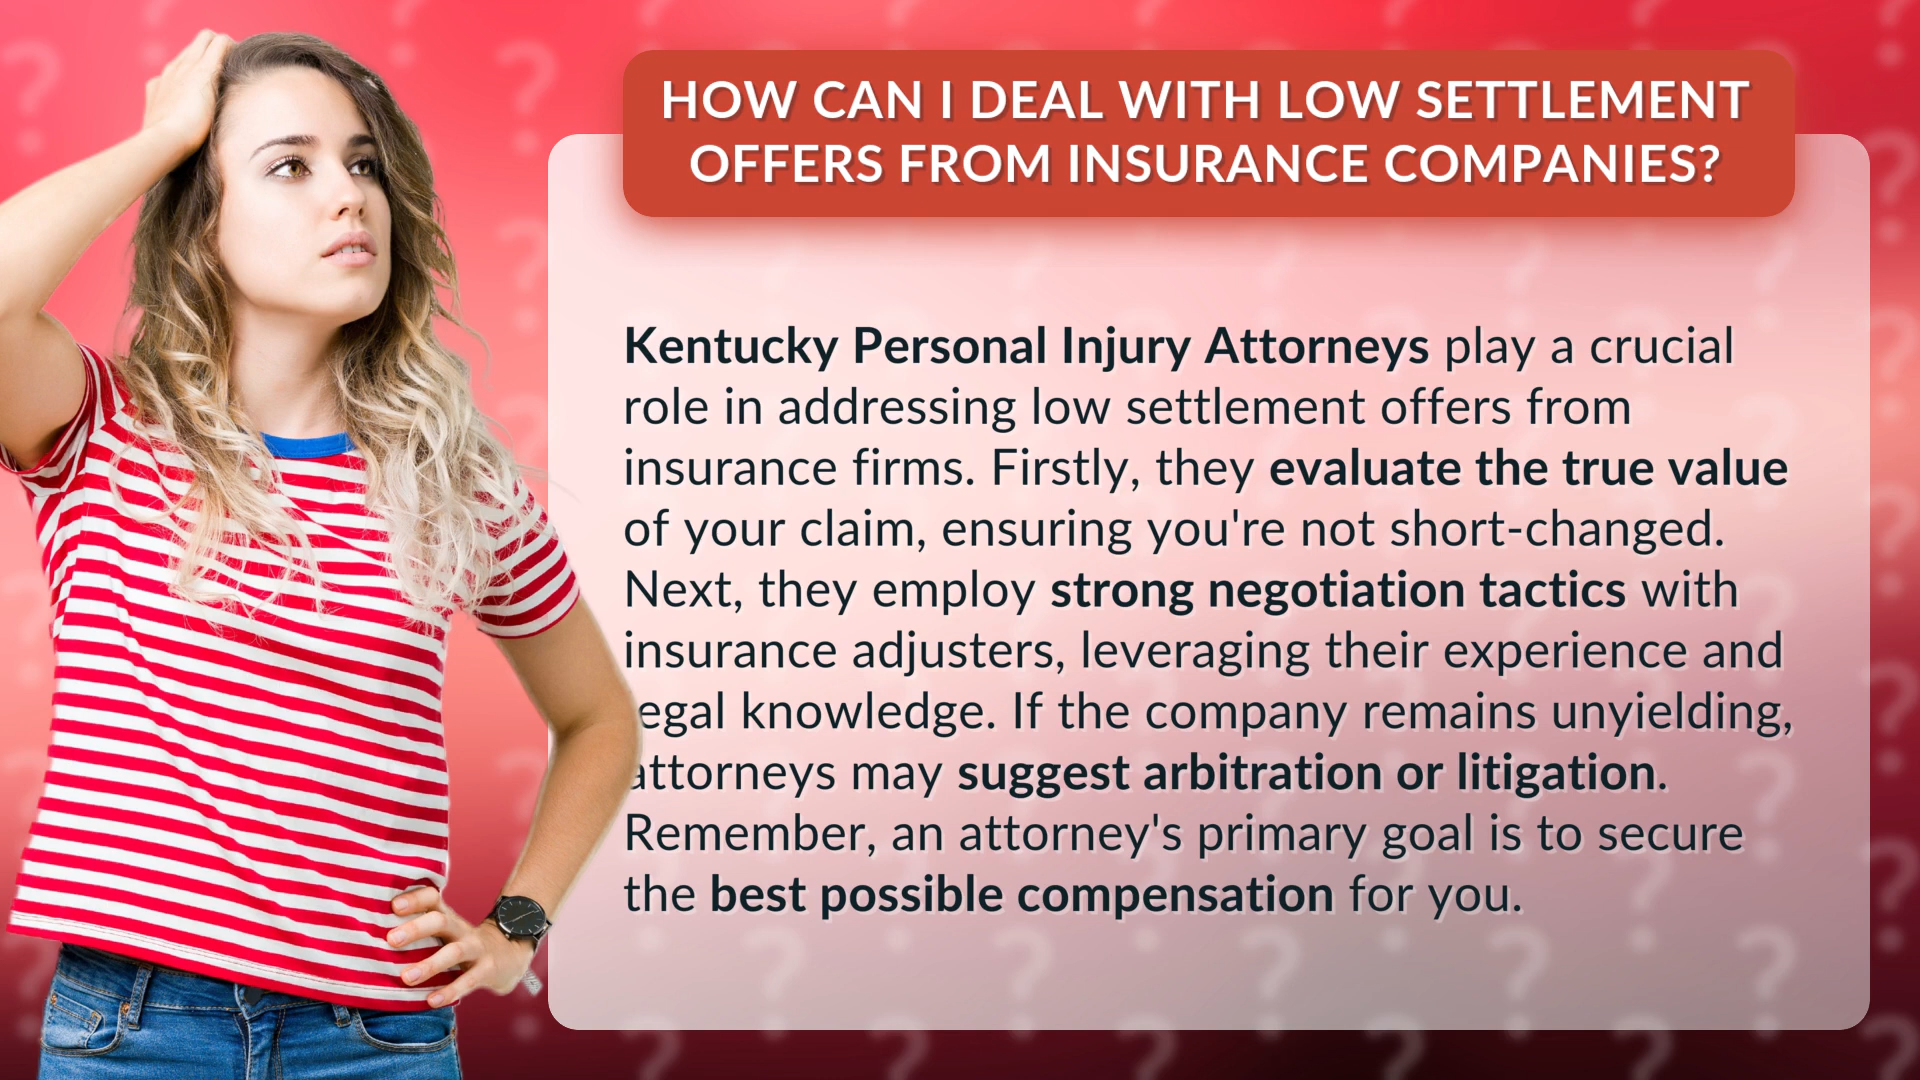 HOW CAN I DEAL WITH LOW SETTLEMENT
OFFERS FROM INSURANCE COMPANIES?
Kentucky Personal Injury Attorneys play a crucial
role in addressing low settlement offers from
insurance firms. Firstly, they evaluate the true value
of your claim, ensuring you're not short-changed.
Next, they employ strong negotiation tactics with
insurance adjusters, leveraging their experience and
legal knowledge. If the company remains unyielding,
attorneys may suggest arbitration or litigation.
Remember, an attorney's primary goal is to secure
the best possible compensation for you.